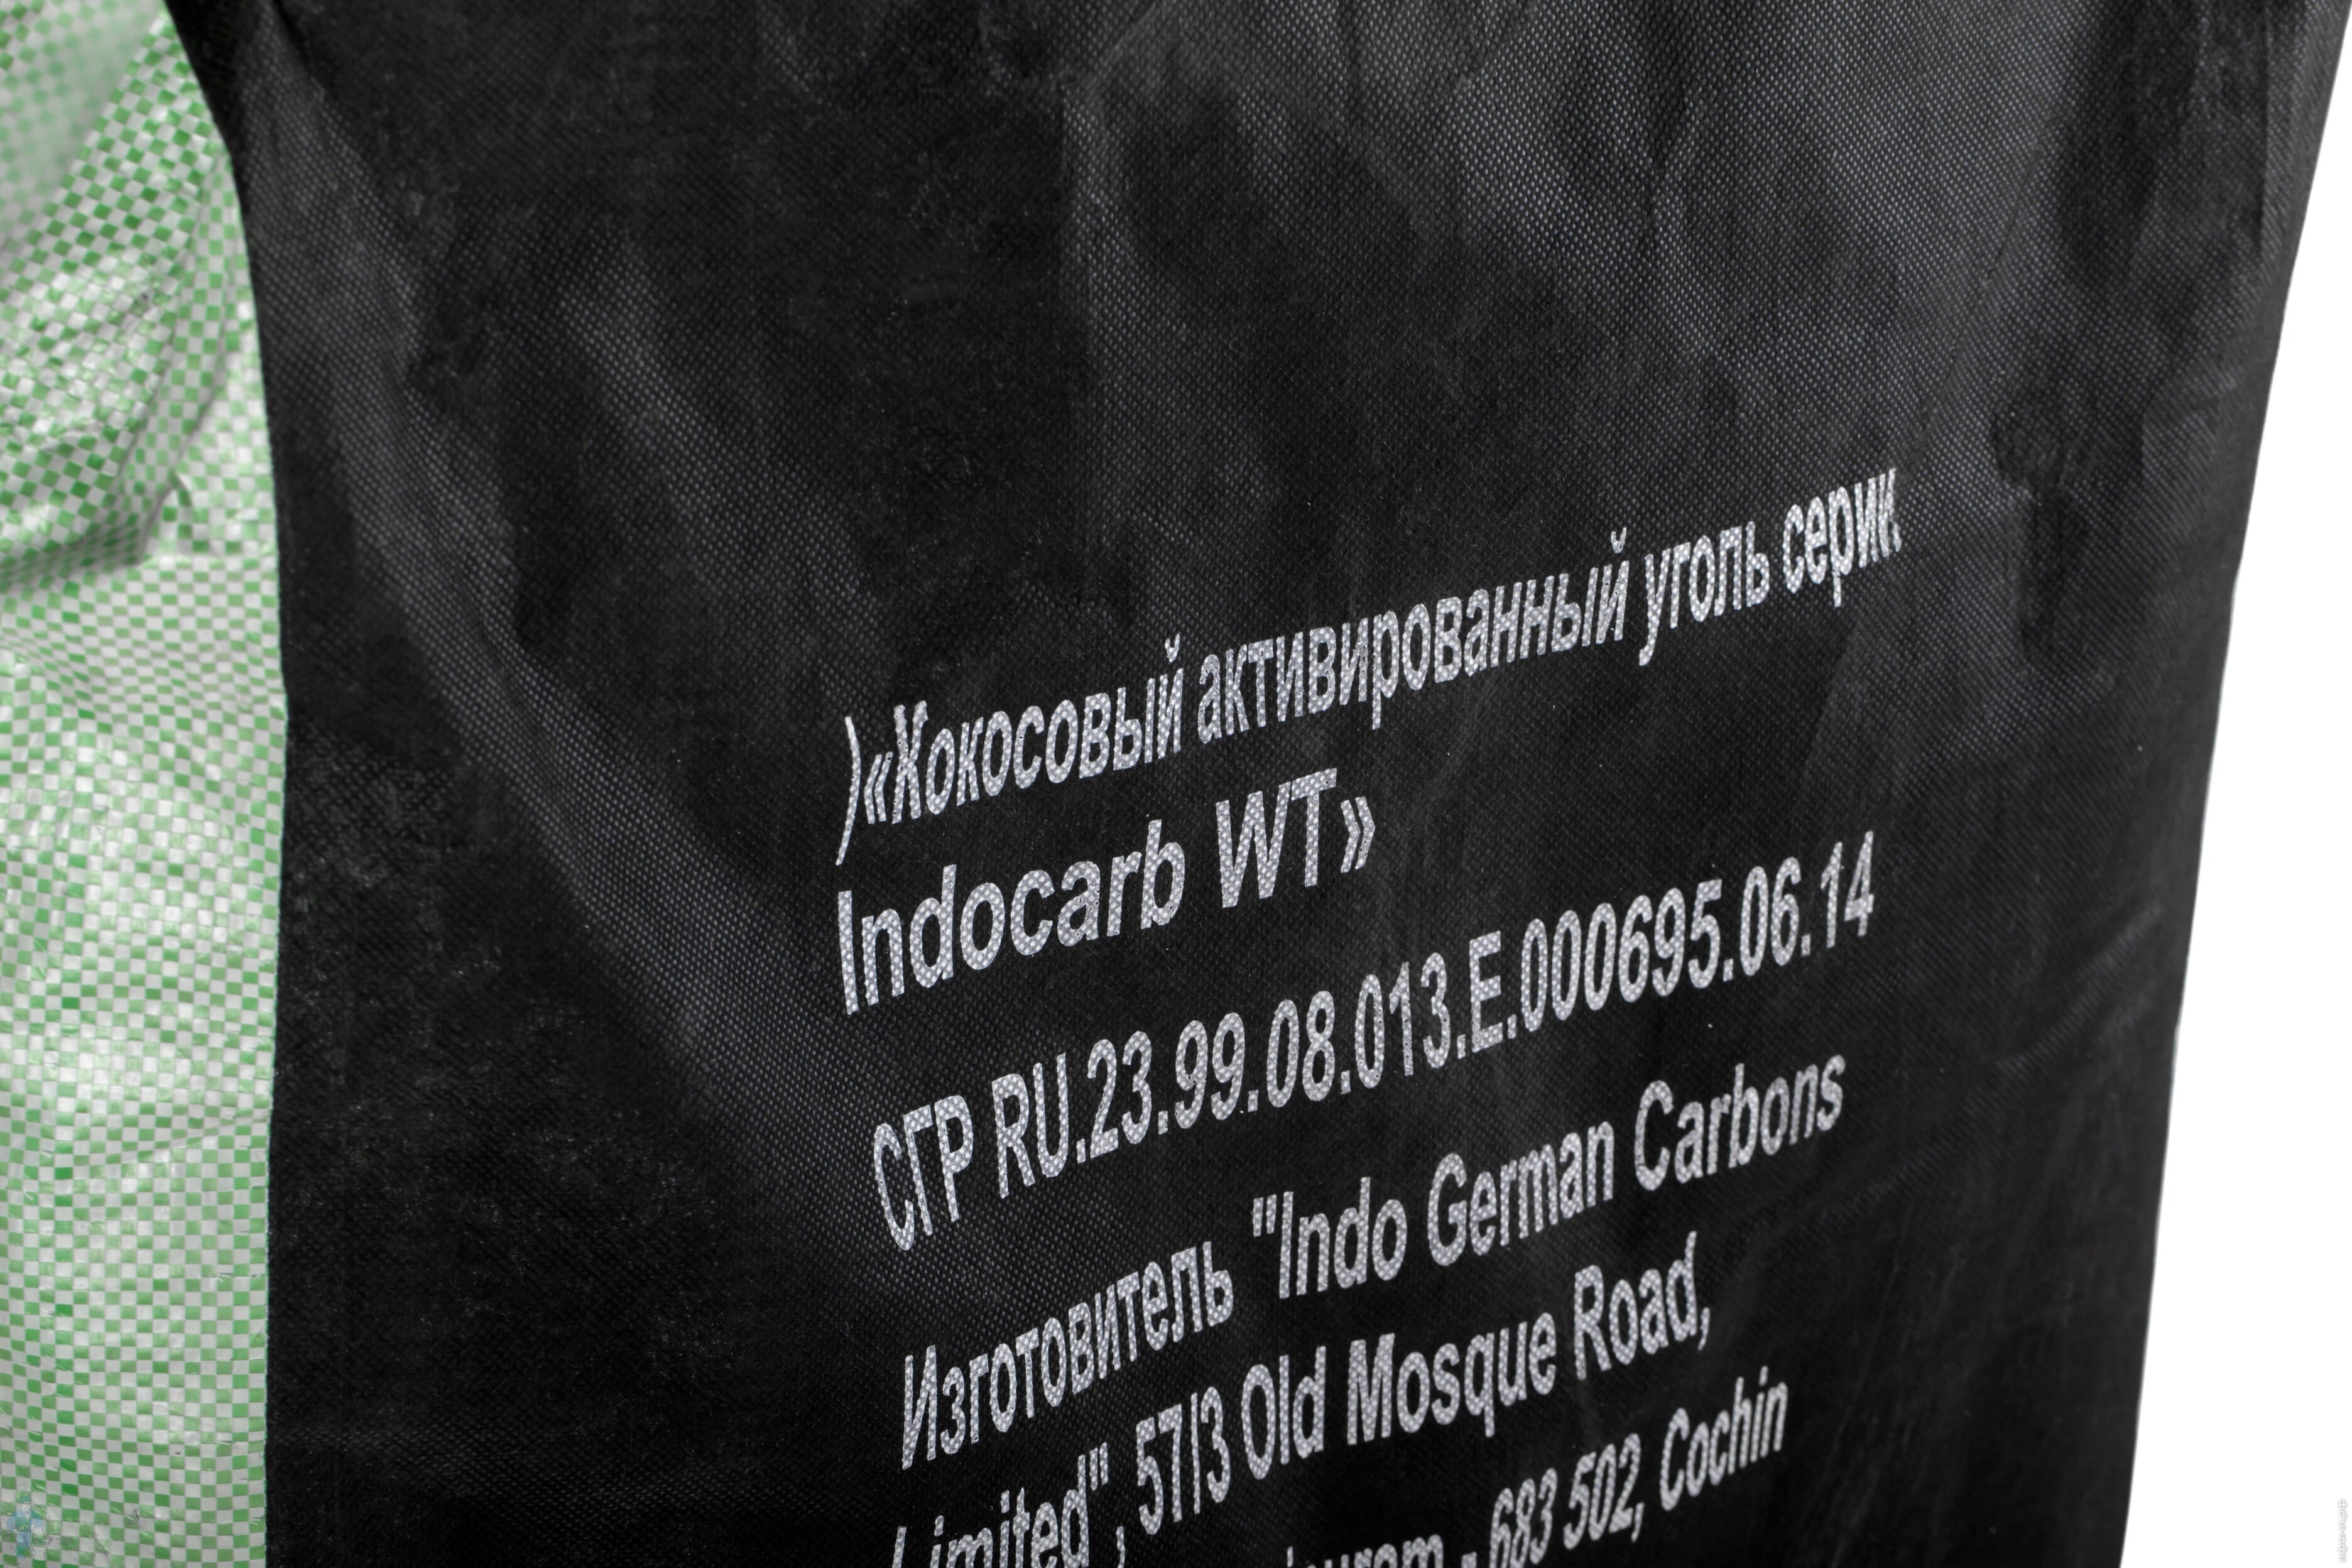 )«Кокосовый активированный уголь серии
Indocarb WT»
СГР RU.23.99.08.013.E.000695.06.14
Изготовитель "Indo German Carbons
Limited", 57/3 Old Mosque Road,
- 683 502, Cochin